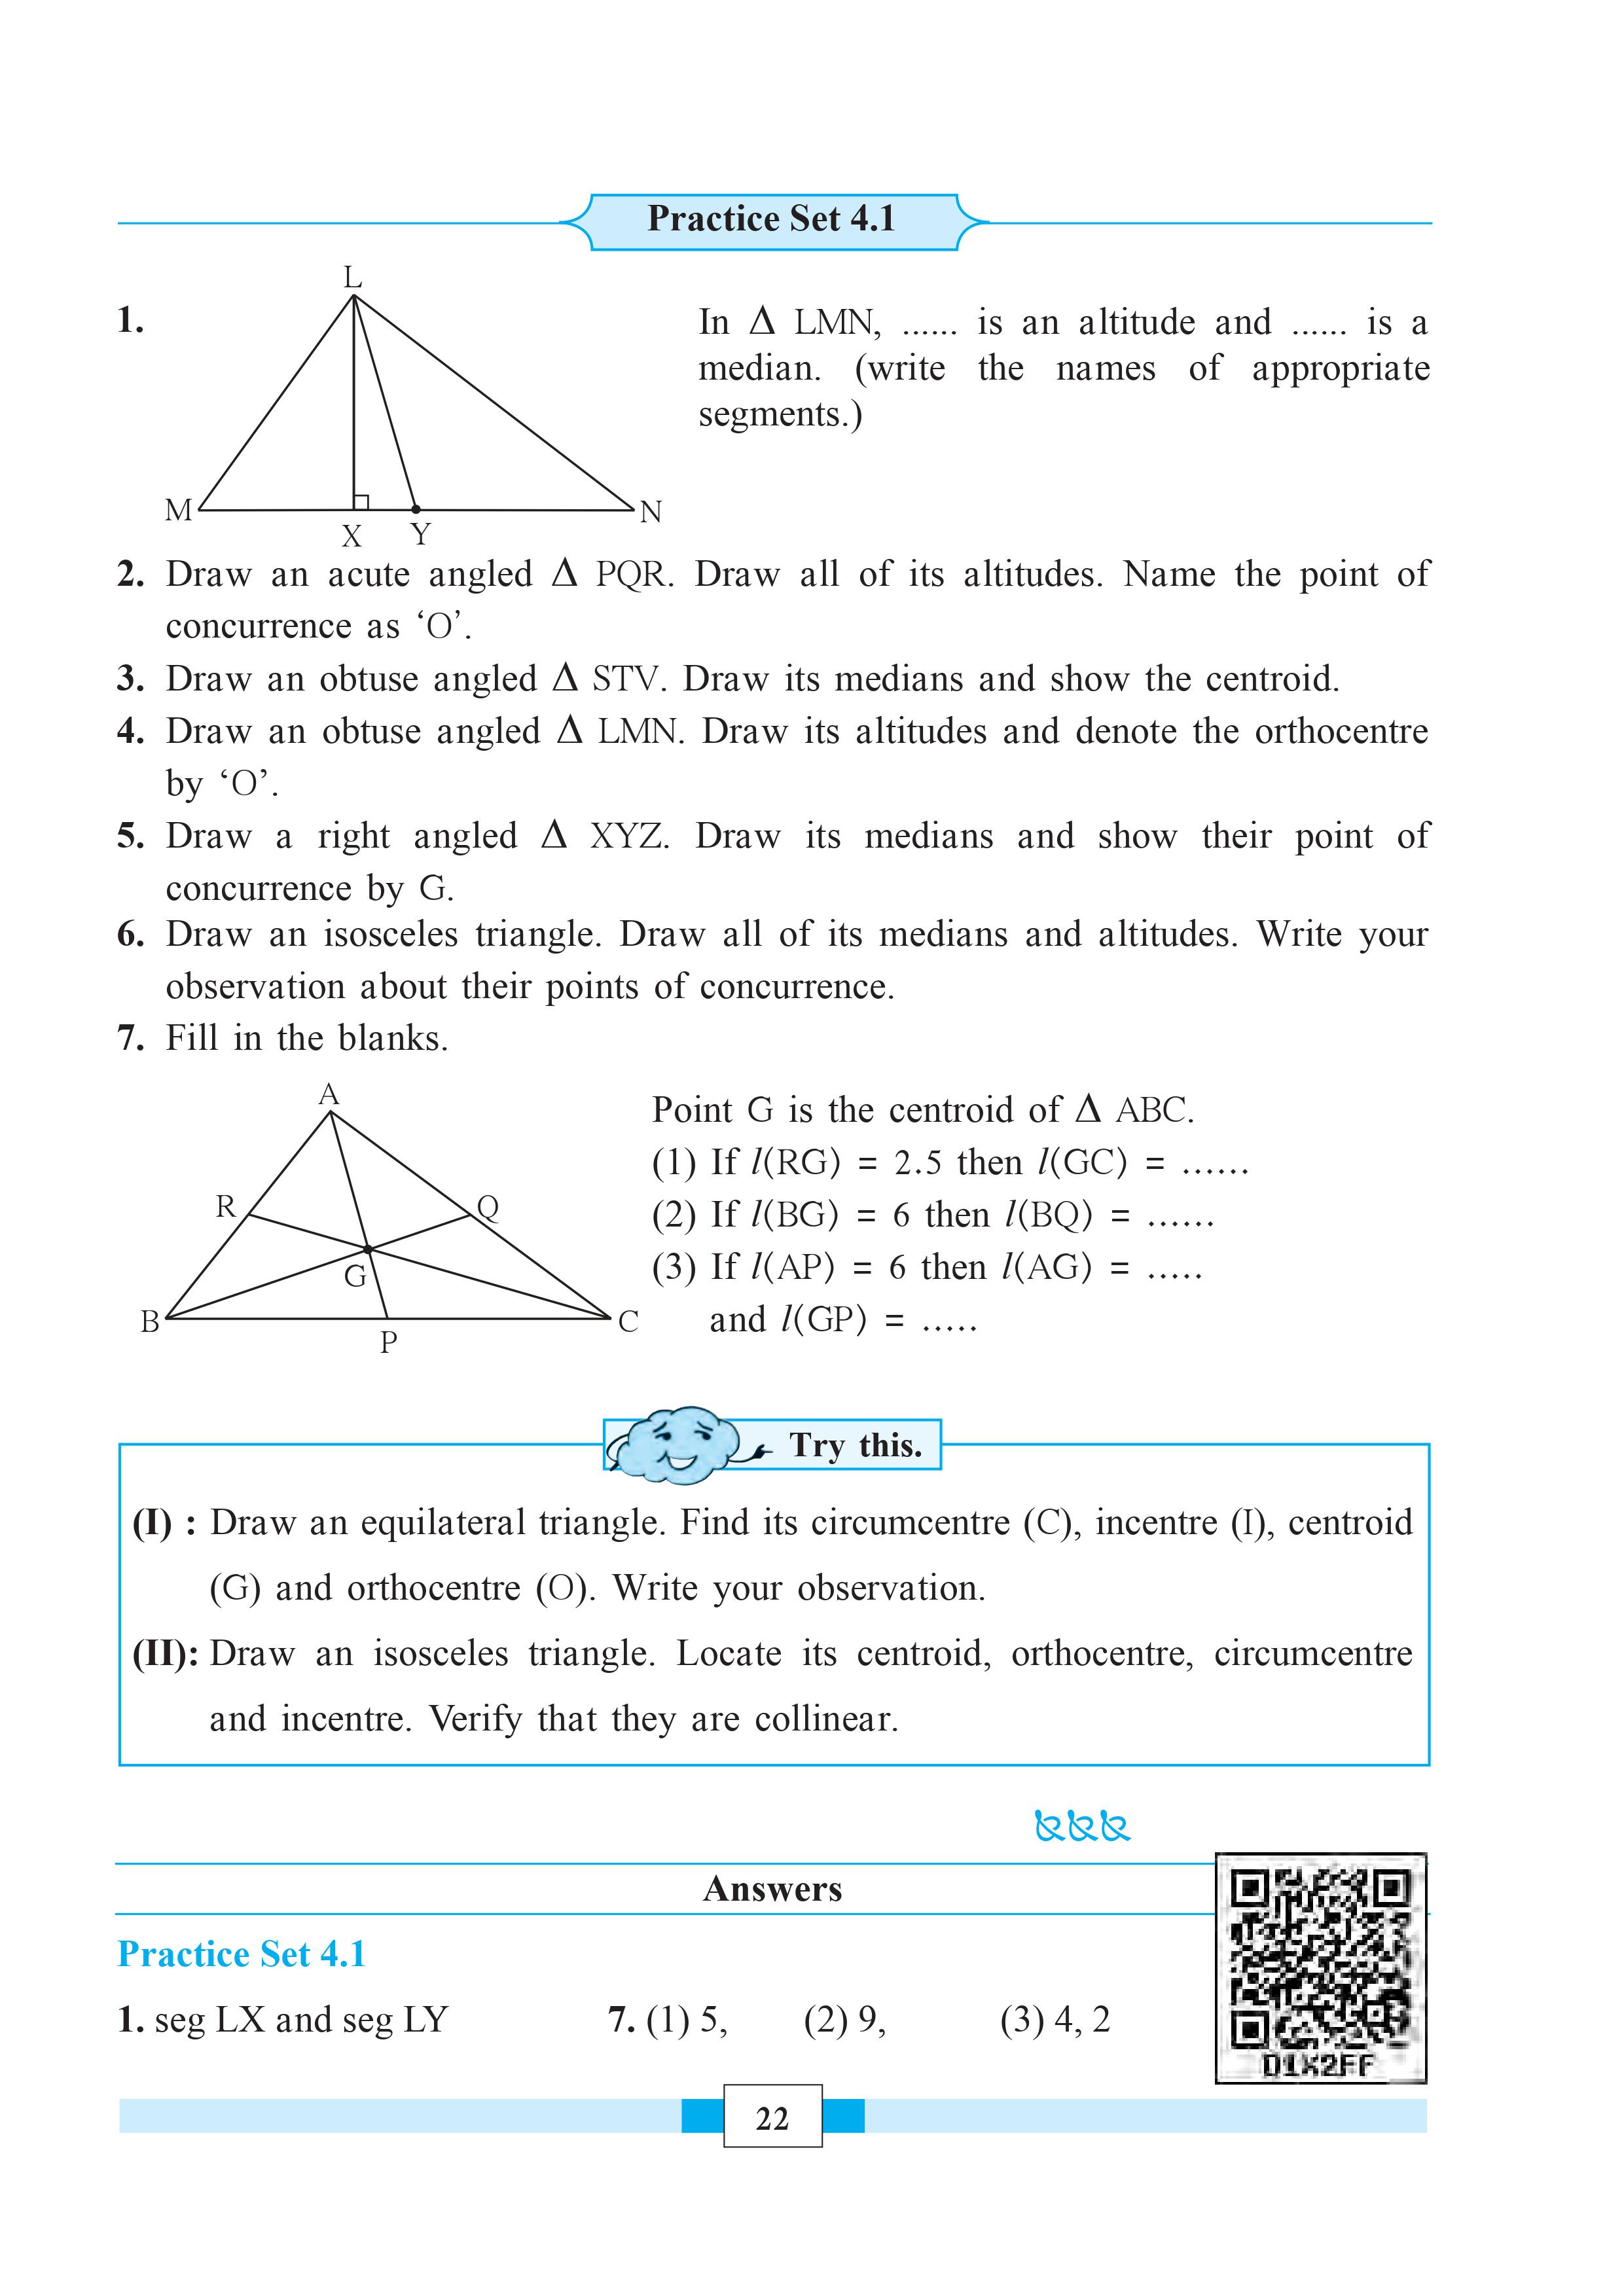 Practice Set 4.1
L
1.
In Δ LMN, ...... is an altitude and ...... is a
median. (write the names of appropriate
segments.)
M
N
X
Y
2. Draw an acute angled Δ PQR. Draw all of its altitudes. Name the point of
concurrence as ‘O’.
3. Draw an obtuse angled Δ STV. Draw its medians and show the centroid.
4. Draw an obtuse angled Δ LMN. Draw its altitudes and denote the orthocentre
by ‘O’.
5. Draw a right angled Δ XYZ. Draw its medians and show their point of
concurrence by G.
6. Draw an isosceles triangle. Draw all of its medians and altitudes. Write your
observation about their points of concurrence.
7. Fill in the blanks.
A
R
Q
G
B
C
P
Point G is the centroid of Δ ABC.
(1) If l(RG) = 2.5 then l(GC) = ......
(2) If l(BG) = 6 then l(BQ) = ......
(3) If l(AP) = 6 then l(AG) = .....
and l(GP) = .....
Try this.
(I) : Draw an equilateral triangle. Find its circumcentre (C), incentre (I), centroid
(G) and orthocentre (O). Write your observation.
(II): Draw an isosceles triangle. Locate its centroid, orthocentre, circumcentre
and incentre. Verify that they are collinear.
Answers
Practice Set 4.1
1. seg LX and seg LY 7. (1) 5, (2) 9, (3) 4, 2
D1X2FF
22